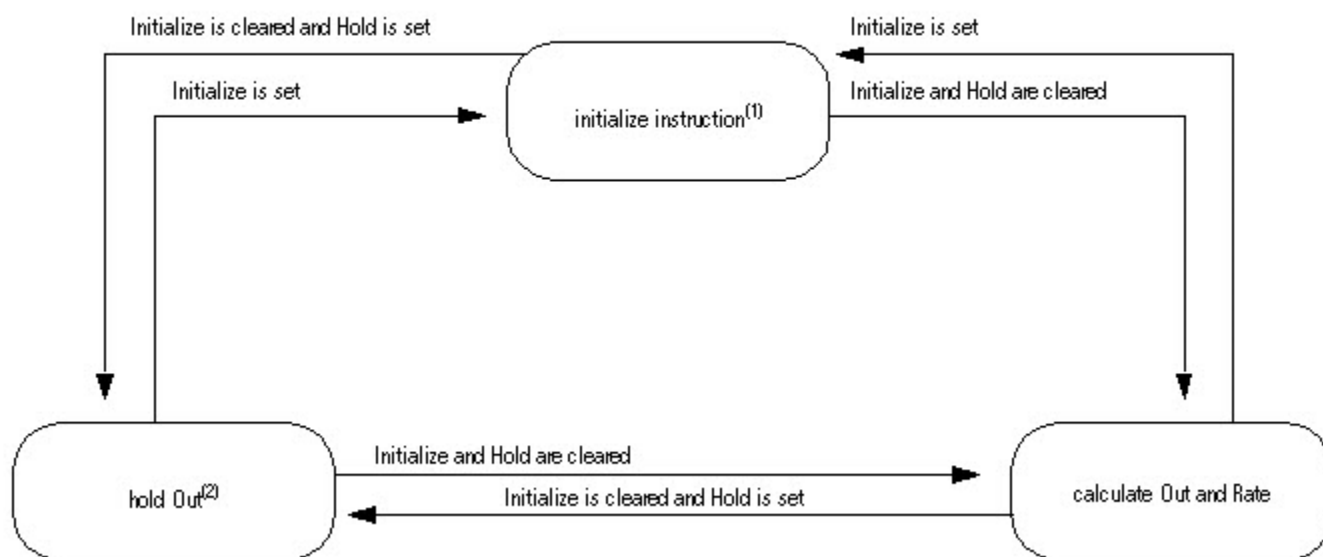 Initialize is cleared and Hold is set
Initialize is set
Initialize is set
initialize instruction(1)
Initialize and Hold are cleared
Initialize and Hold are cleared
hold Out(2)
Initialize is cleared and Hold is set
calculate Out and Rate